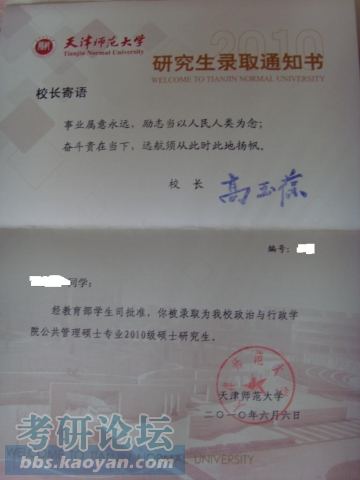 天津师范大学
Tianjin Normal University
2010
研究生录取通知书
WELCOME TO TIANJIN NORMAL UNIVERSITY
校长寄语
事业属意永远，励志当以人民人类为念；
奋斗贵在当下，远航须从此时此地扬帆。
校 长 高玉葆
编号：
同学：
经教育部学生司批准，你被录取为我校政治与行政学
院公共管理硕士专业2010级硕士研究生。
天津师范大学
二〇一〇年六月六日
考研论坛
bbs.kaoyan.com